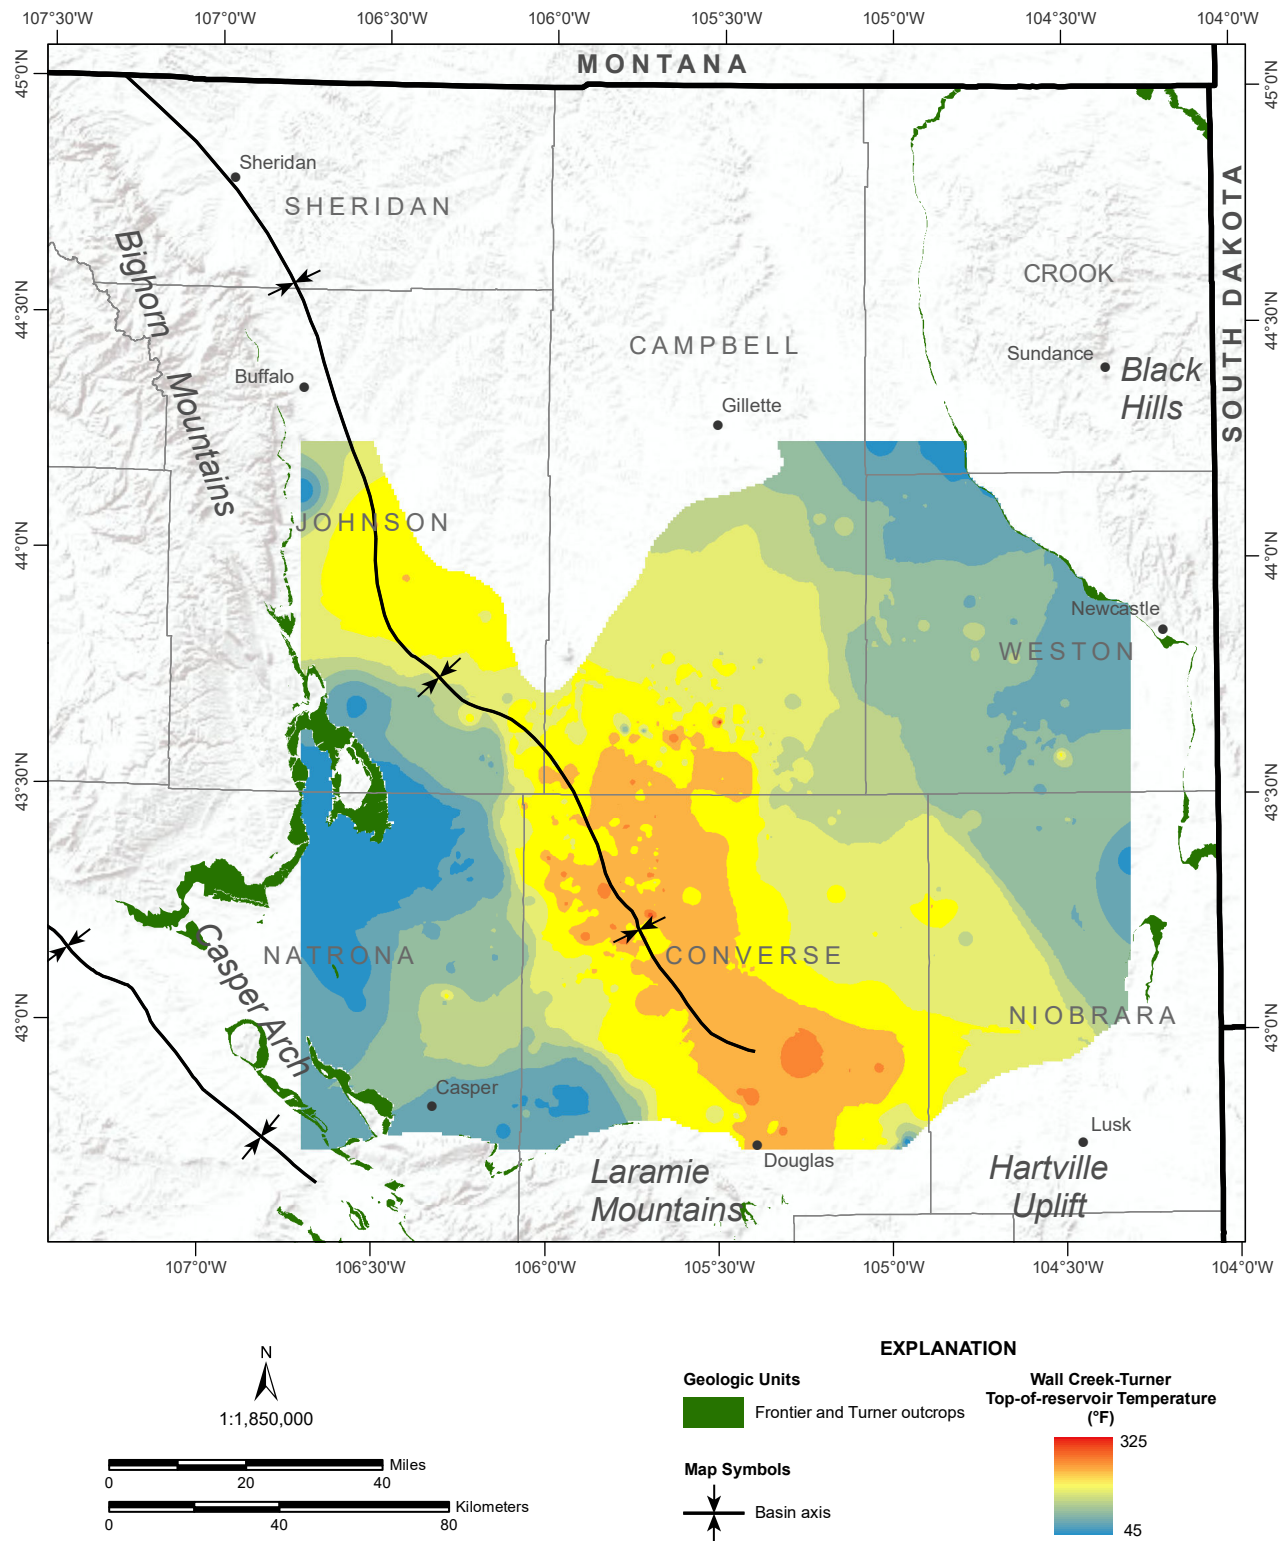 107°30'W 107°0'W 106°30'W 106°0'W 105°30'W 105°0'W 104°30'W 104°0'W
MONTANA
45°0'N
45°0'N
Sheridan
SHERIDAN
SOUTH DAKOTA
Bighorn
Mountains
CROOK
44°30'N
44°30'N
CAMPBELL
Sundance
Black
Hills
Buffalo
Gillette
JOHNSON
44°0'N
44°0'N
Newcastle
WESTON
43°30'N
43°30'N
NATRONA
CONVERSE
Casper Arch
NIOBRARA
43°0'N
43°0'N
Casper
Lusk
Douglas
Laramie
Mountains
Hartville
Uplift
107°0'W 106°30'W 106°0'W 105°30'W 105°0'W 104°30'W 104°0'W
N
1:1,850,000
Miles
0 20 40
Kilometers
0 40 80
EXPLANATION
Geologic Units
Frontier and Turner outcrops
Map Symbols
Basin axis
Wall Creek-Turner
Top-of-reservoir Temperature
(°F)
325
45